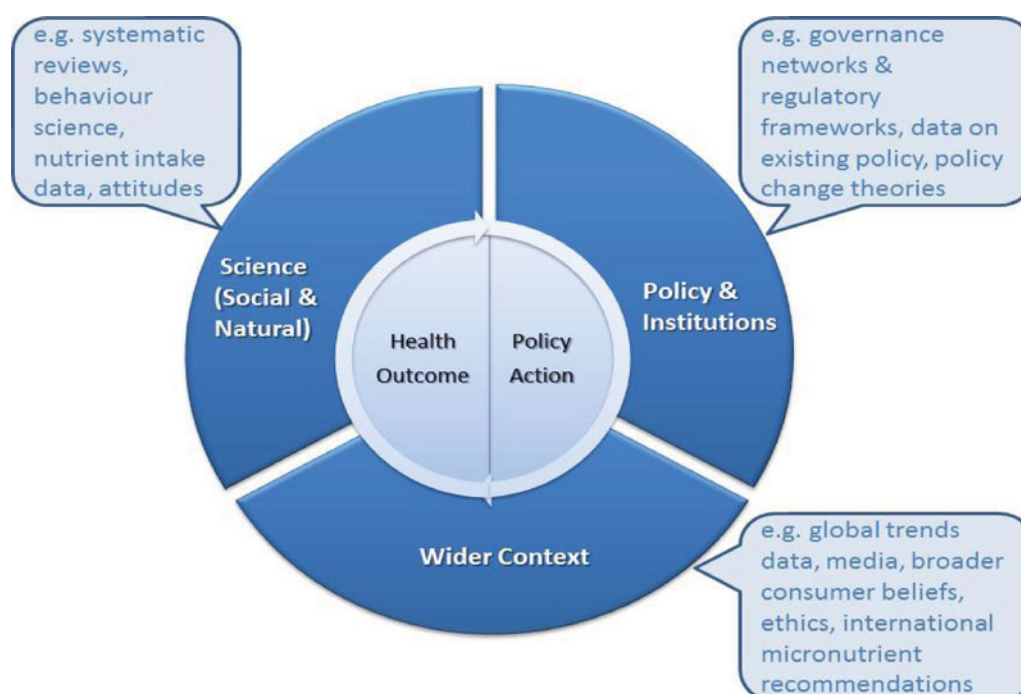 e.g. systematic
reviews,
behaviour
science,
nutrient intake
data, attitudes
e.g. governance
networks &
regulatory
frameworks, data on
existing policy, policy
change theories
Science
(Social &
Natural)
Health
Outcome
Policy
Action
Policy &
Institutions
Wider Context
e.g. global trends
data, media, broader
consumer beliefs,
ethics, international
micronutrient
recommendations